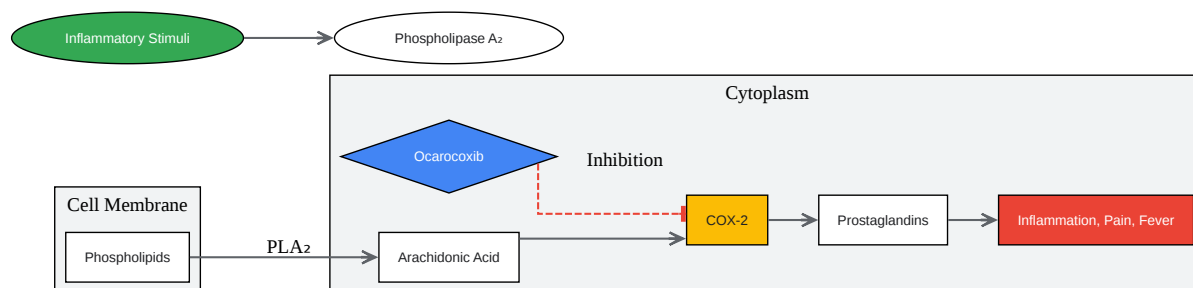 Inflammatory Stimuli
Phospholipase A₂
Cytoplasm
Ocarocoxib
Inhibition
Cell Membrane
COX-2
Prostaglandins
Inflammation, Pain, Fever
PLA₂
Phospholipids
Arachidonic Acid